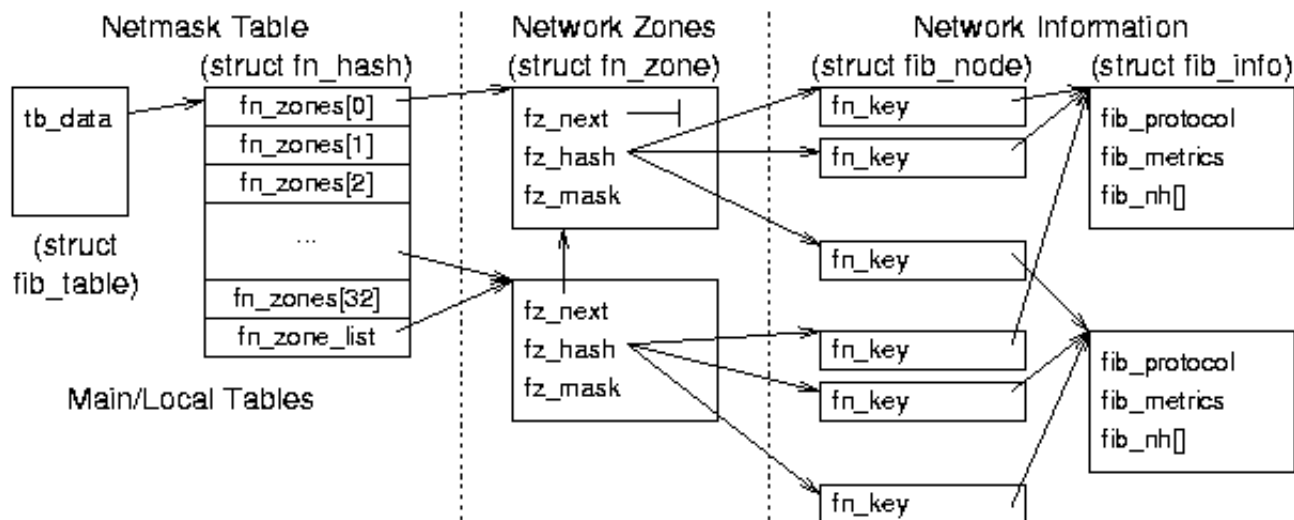 Netmask Table
Network Zones
Network Information
(struct fn_hash)
(struct fn_zone)
(struct fib_node)
(struct fib_info)
tb_data
(struct
fib_table)
fn_zones[0]
fn_zones[1]
fn_zones[2]
...
fn_zones[32]
fn_zone_list
Main/Local Tables
fz_next
fz_hash
fz_mask
fz_next
fz_hash
fz_mask
fn_key
fn_key
fn_key
fn_key
fn_key
fn_key
fib_protocol
fib_metrics
fib_nh[]
fib_protocol
fib_metrics
fib_nh[]